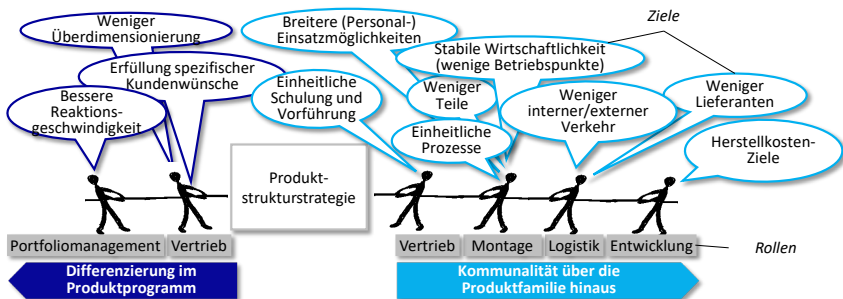 Weniger
Überdimensionierung
Erfüllung spezifischer
Kundenwünsche
Bessere
Reaktions-
geschwindigkeit
Breitere (Personal-)
Einsatzmöglichkeiten
Einheitliche
Schulung und
Vorführung
Stabile Wirtschaftlichkeit
(wenige Betriebspunkte)
Weniger
Teile
Einheitliche
Prozesse
Weniger
interner/externer
Verkehr
Ziele
Weniger
Lieferanten
Herstellkosten-
Ziele
Produkt-
strukturstrategie
Portfoliomanagement
Vertrieb
Vertrieb
Montage
Logistik
Entwicklung
Rollen
Differenzierung im
Produktprogramm
Kommunalität über die
Produktfamilie hinaus